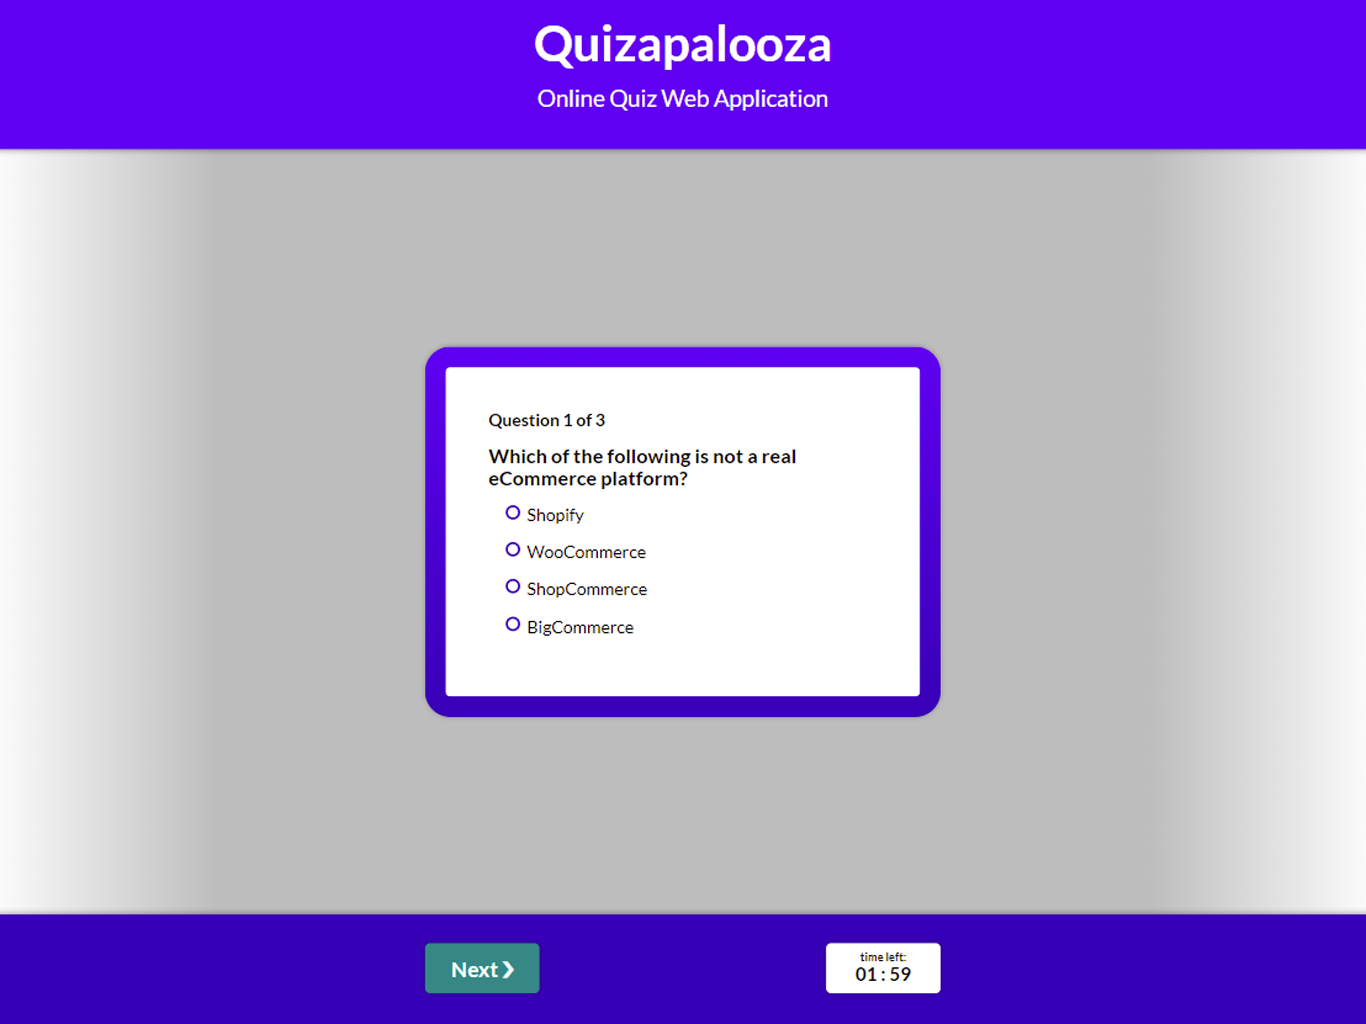 Quizapalooza
Online Quiz Web Application
Question 1 of 3
Which of the following is not a real
eCommerce platform?
Shopify
WooCommerce
ShopCommerce
BigCommerce
Next ❯
time left:
01 : 59